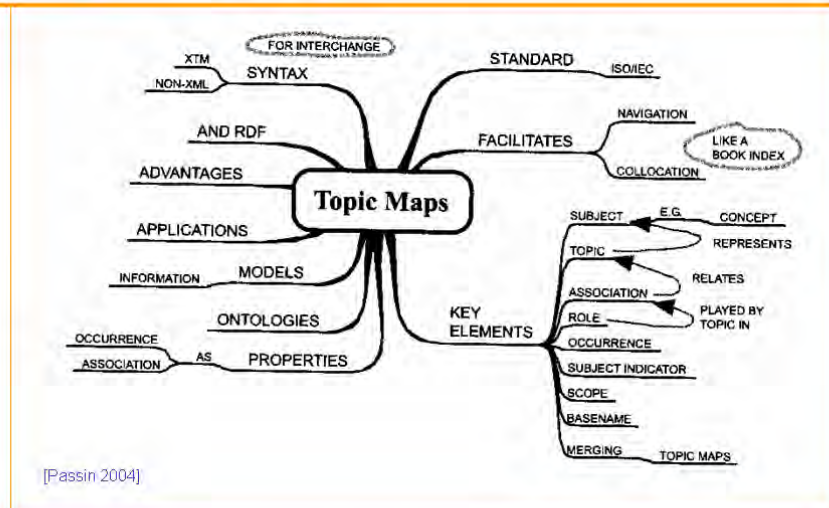 FOR INTERCHANGE
XTM
NON-XML
SYNTAX
AND RDF
ADVANTAGES
APPLICATIONS
INFORMATION
MODELS
ONTOLOGIES
OCCURRENCE
ASSOCIATION
AS
PROPERTIES
Topic Maps
STANDARD
ISO/IEC
FACILITATES
NAVIGATION
COLLOCATION
LIKE A
BOOK INDEX
KEY
ELEMENTS
SUBJECT
E.G.
CONCEPT
REPRESENTS
TOPIC
RELATES
ASSOCIATION
PLAYED BY
TOPIC IN
ROLE
OCCURRENCE
SUBJECT INDICATOR
SCOPE
BASENAME
MERGING
TOPIC MAPS
[Passin 2004]